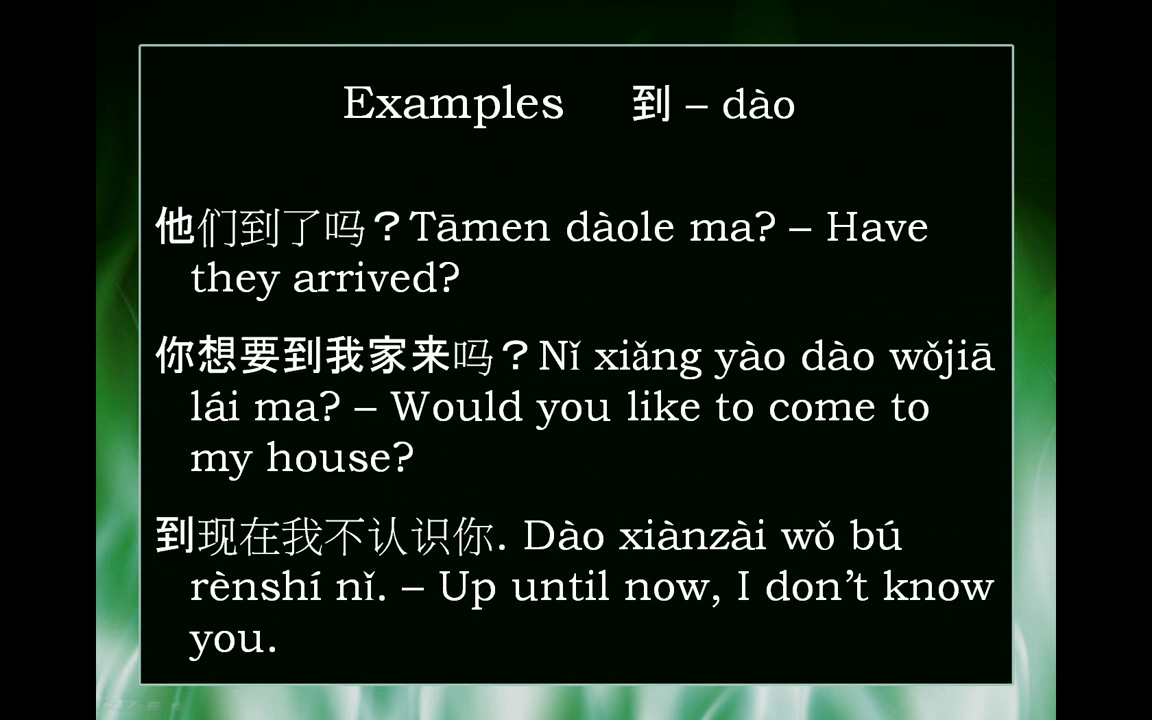 Examples 到 – dào
他们到了吗？Tāmen dàole ma? – Have
they arrived?
你想要到我家来吗？Nǐ xiǎng yào dào wǒjiā
lái ma? – Would you like to come to
my house?
到现在我不认识你. Dào xiànzài wǒ bú
rènshí nǐ. – Up until now, I don’t know
you.